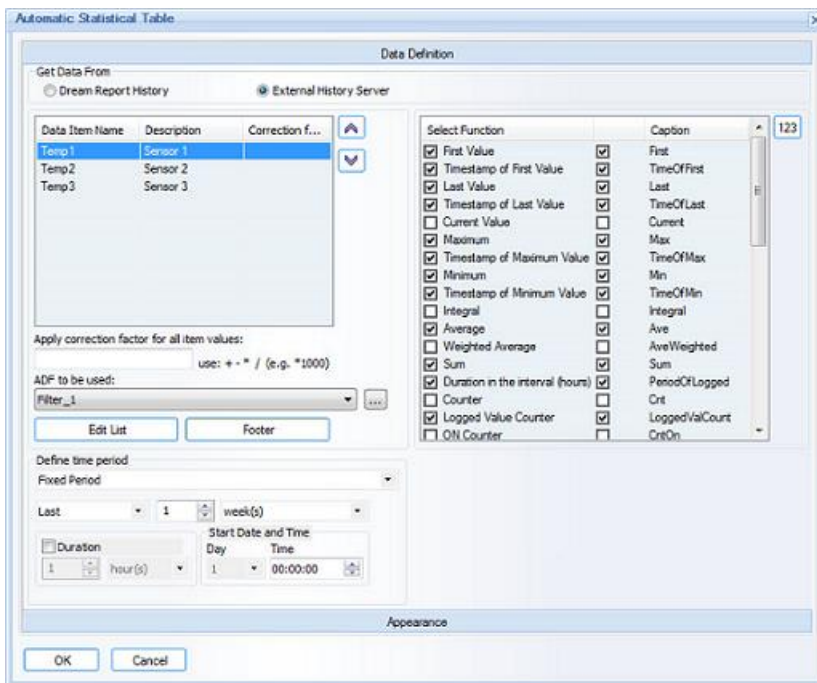 Automatic Statistical Table
Data Definition
Get Data From
Dream Report History
External History Server
Data Item Name Description Correction f...
Temp1 Sensor 1
Temp2 Sensor 2
Temp3 Sensor 3
Apply correction factor for all item values:
use: + - * / (e.g. *1000)
ADF to be used:
Filter_1
...
Edit List
Footer
Select Function Caption
123
First Value First
Timestamp of First Value TimeOfFirst
Last Value Last
Timestamp of Last Value TimeOfLast
Current Value Current
Maximum Max
Timestamp of Maximum Value TimeOfMax
Minimum Min
Timestamp of Minimum Value TimeOfMin
Integral Integral
Average Ave
Weighted Average AveWeighted
Sum Sum
Duration in the interval (hours) PeriodOfLogged
Counter Cnt
Logged Value Counter LoggedValCount
ON Counter CntOn
Define time period
Fixed Period
Last 1 week(s)
Duration
1 hour(s)
Start Date and Time
Day Time
1 00:00:00
Appearance
OK Cancel